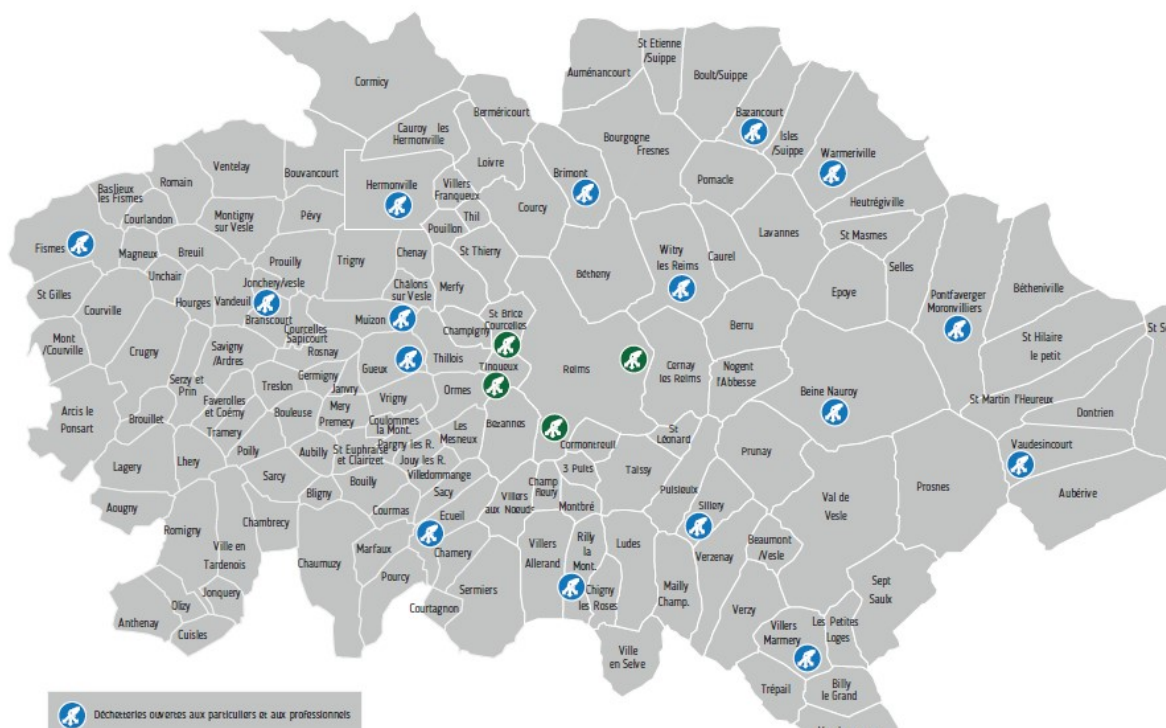 Cormicy
Auménancourt
St Etienne
/Suippe
Boult/Suippe
Bazancourt
Isles
/Suippe
Warmeriville
Berméricourt
Cauroy les
Hermonville
Loivre
Bourgogne
Fresnes
Pomacle
Heutrégiville
Ventelay
Bouvancourt
Romain
Baslieux
les Fismes
Courlandon
Hermonville
Villers
Franqueux
Brimont
Courcy
Thil
Pouillon
Lavannes
St Masmes
Selles
Fismes
Magneux
Breuil
Montigny
sur Vesle
Pévy
Prouilly
Trigny
Chenay
St Thierry
Châlons
sur Vesle
Merfy
Bétheny
Witry
les Reims
Caurel
Epoye
Pontfaverger
Moronvilliers
Bétheniville
St Gilles
Courville
Unchair
Hourges
Vandeuil
Jonchery/vesle
Branscourt
Courcelles
Sapicourt
Muizon
Champigny
St Brice
Courcelles
Berru
St Hilaire
le petit
St S
Mont
/Courville
Crugny
Savigny
/Ardres
Rosnay
Gueux
Thillois
Tinqueux
Reims
Cernay
les Reims
Nogent
l'Abbesse
Beine Nauroy
St Martin l'Heureux
Dontrien
Serzy et
Prin
Treslon
Germigny
Janvry
Vrigny
Ormes
Arcis le
Ponsart
Brouillet
Faverolles
et Coëmy
Bouleuse
Mery
Premecy
Coulommes
la Mont.
Les
Mesneux
Bezannes
Cormontreuil
St
Léonard
Tramery
Poilly
Aubilly
St Euphraise
et Clairizet
Pargny les R.
Jouy les R.
Villedommange
3 Puits
Taissy
Puisieulx
Prunay
Vaudesincourt
Aubérive
Lagery
Lhery
Sarcy
Bligny
Bouilly
Sacy
Champ
fleury
Villers
aux Nœuds
Montbré
Sillery
Val de
Vesle
Prosnes
Aougny
Romigny
Chambrecy
Courmas
Ecueil
Chamery
Villers
Allerand
Rilly
la
Mont.
Ludes
Verzenay
Beaumont
/Vesle
Ville en
Tardenois
Chaumuzy
Marfaux
Pourcy
Sermiers
Chigny
les Roses
Mailly
Champ.
Verzy
Sept
Saulx
Jonquery
Olizy
Anthenay
Cuisles
Courtagnon
Ville
en Selve
Villers
Marmery
Les Petites
Loges
Trépail
Billy
le Grand
Déchetteries ouvertes aux particuliers et aux professionnels